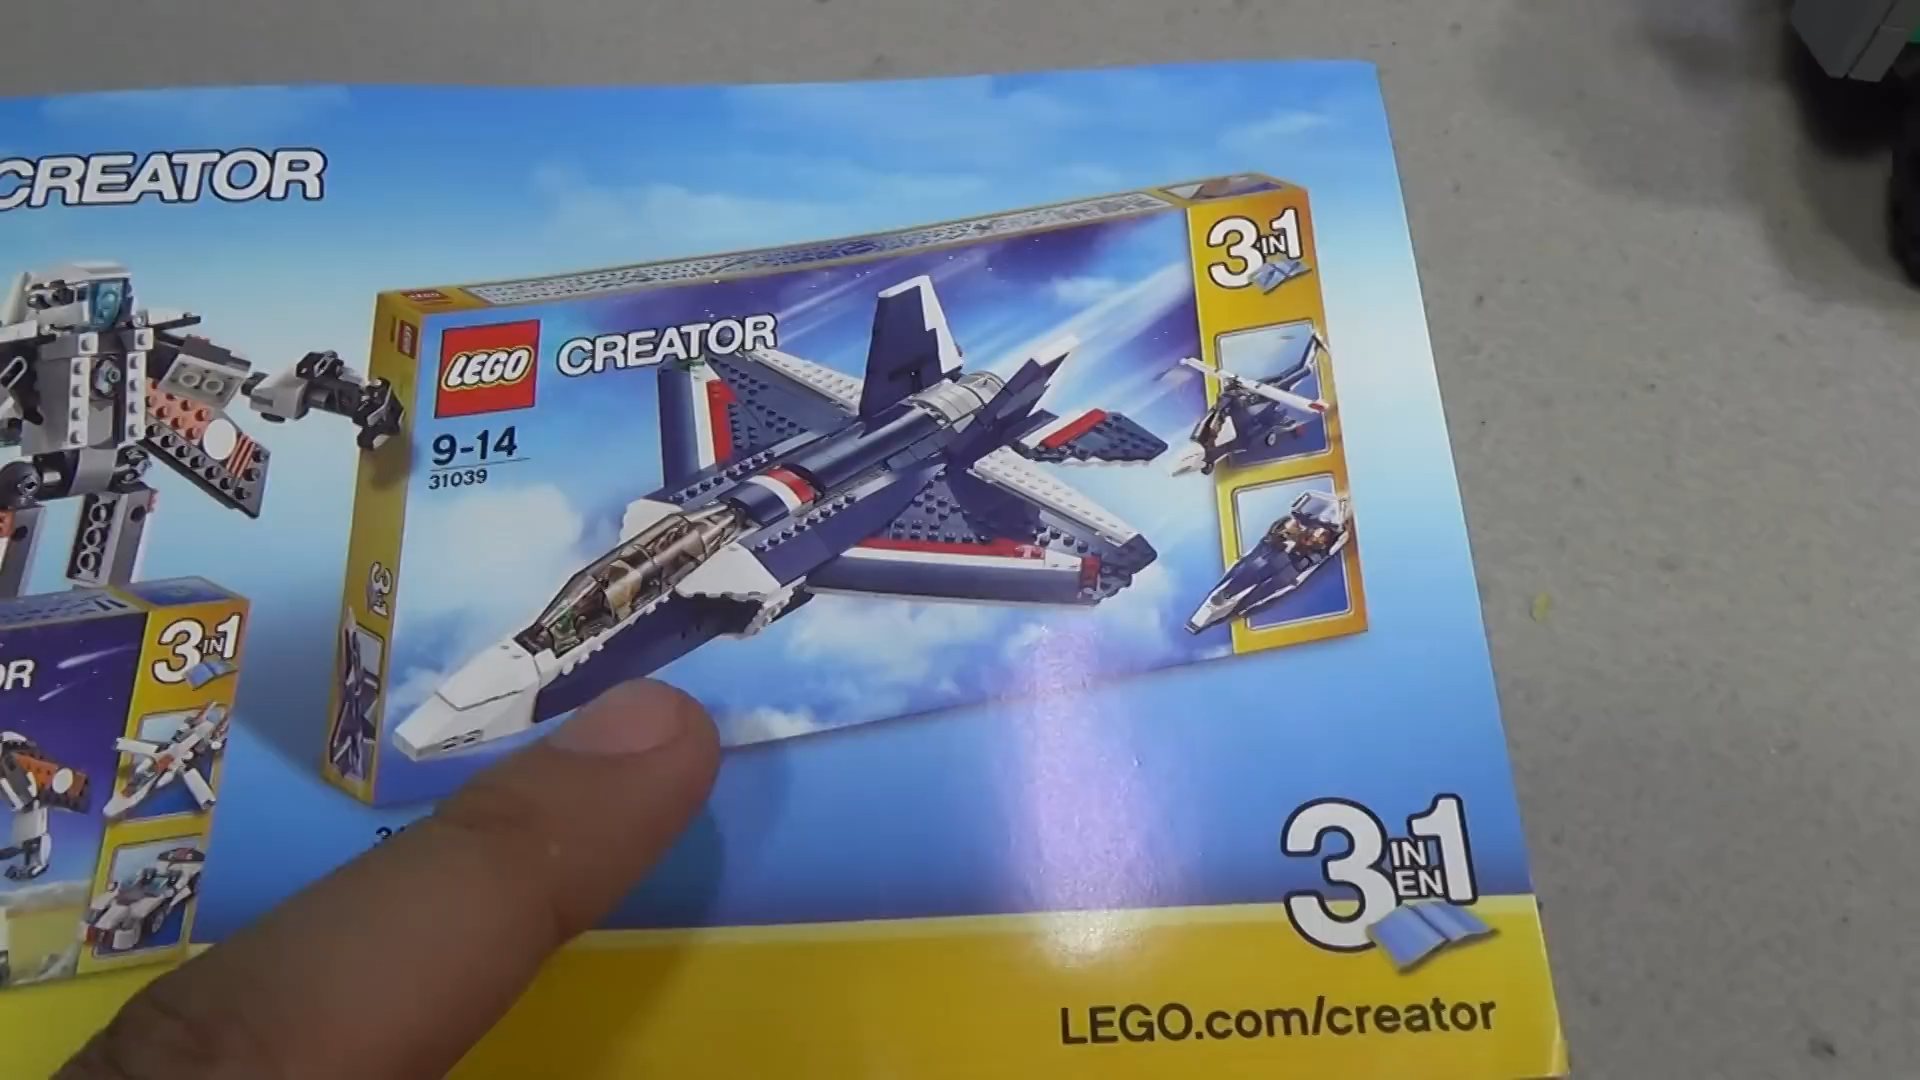 CREATOR
LEGO
CREATOR
9-14
31039
3 IN 1
LEGO
3 IN 1
OR
3 IN 1
3 IN EN 1
LEGO.com/creator